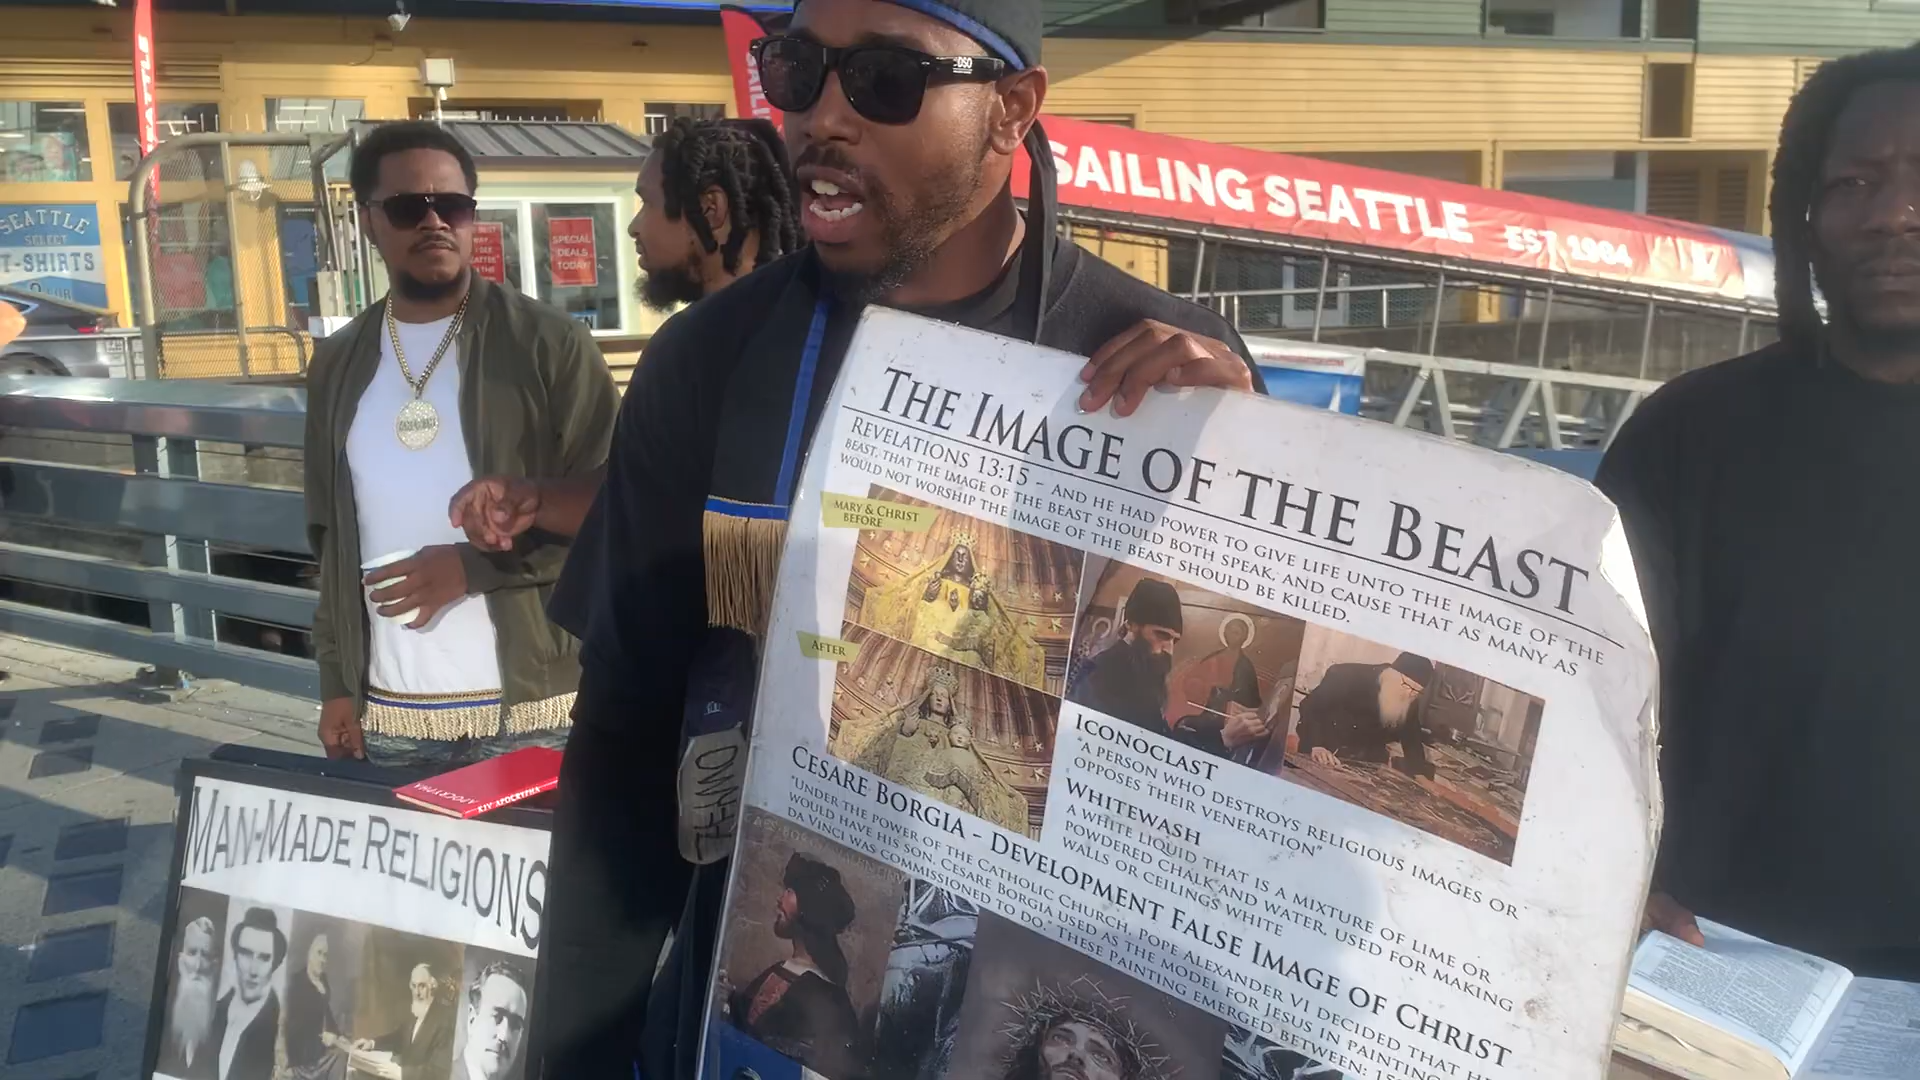 SEATTLE
SEATTLE
SELECT
T-SHIRTS
SPECIAL
DEALS
TODAY!
SAILING SEATTLE EST. 1984
THE IMAGE OF THE BEAST
REVELATIONS 13:15 - AND HE HAD POWER TO GIVE LIFE UNTO THE IMAGE OF THE
BEAST, THAT THE IMAGE OF THE BEAST SHOULD BOTH SPEAK, AND CAUSE THAT AS MANY AS
WOULD NOT WORSHIP THE IMAGE OF THE BEAST SHOULD BE KILLED.
MARY & CHRIST
BEFORE
AFTER
ICONOCLAST
"A PERSON WHO DESTROYS RELIGIOUS IMAGES OR
OPPOSES THEIR VENERATION"
WHITEWASH
A WHITE LIQUID THAT IS A MIXTURE OF LIME OR
POWDERED CHALK AND WATER, USED FOR MAKING
WALLS OR CEILINGS WHITE
CESARE BORGIA - DEVELOPMENT FALSE IMAGE OF CHRIST
"UNDER THE POWER OF THE CATHOLIC CHURCH, POPE ALEXANDER VI DECIDED THAT HE
WOULD HAVE HIS SON, CESARE BORGIA USED AS THE MODEL FOR JESUS IN PAINTING
DA VINCI WAS COMMISSIONED TO DO." THESE PAINTING EMERGED BETWEEN: 15
APOCRYPHA
KJV APOCRYPHA
MAN-MADE RELIGIONS